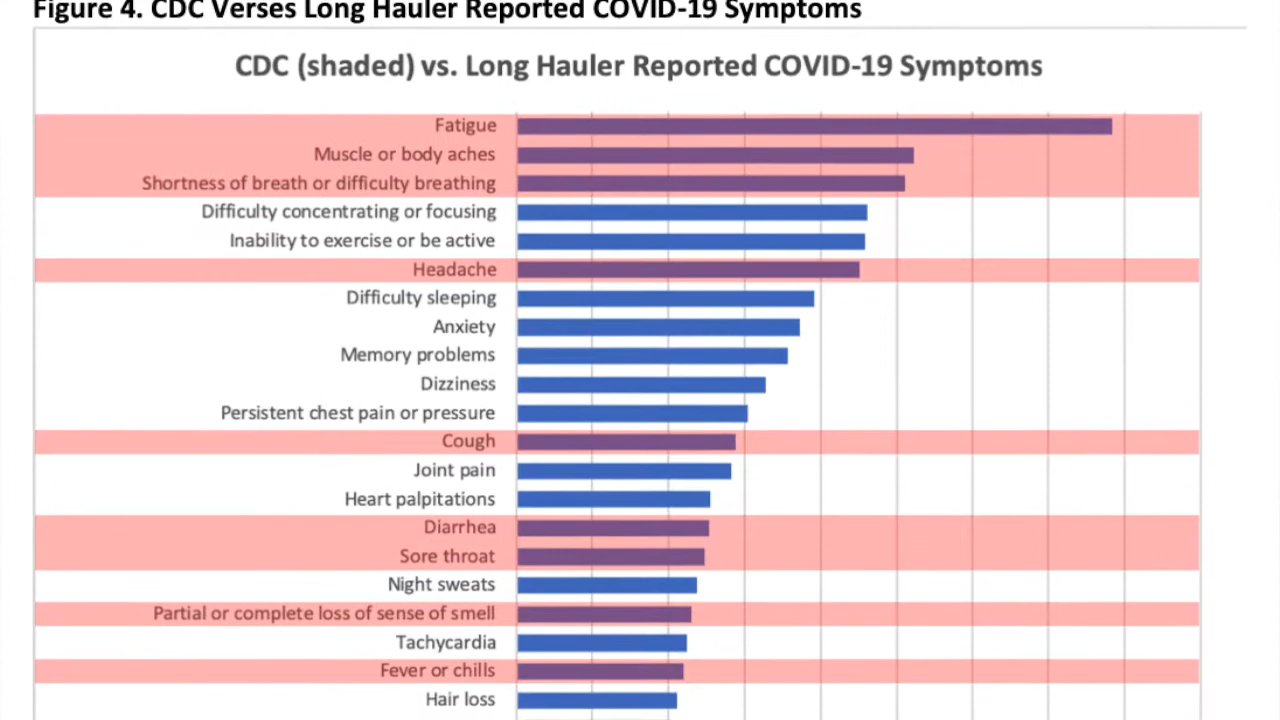 Figure 4. CDC Verses Long Hauler Reported COVID-19 Symptoms
CDC (shaded) vs. Long Hauler Reported COVID-19 Symptoms
Fatigue
Muscle or body aches
Shortness of breath or difficulty breathing
Difficulty concentrating or focusing
Inability to exercise or be active
Headache
Difficulty sleeping
Anxiety
Memory problems
Dizziness
Persistent chest pain or pressure
Cough
Joint pain
Heart palpitations
Diarrhea
Sore throat
Night sweats
Partial or complete loss of sense of smell
Tachycardia
Fever or chills
Hair loss